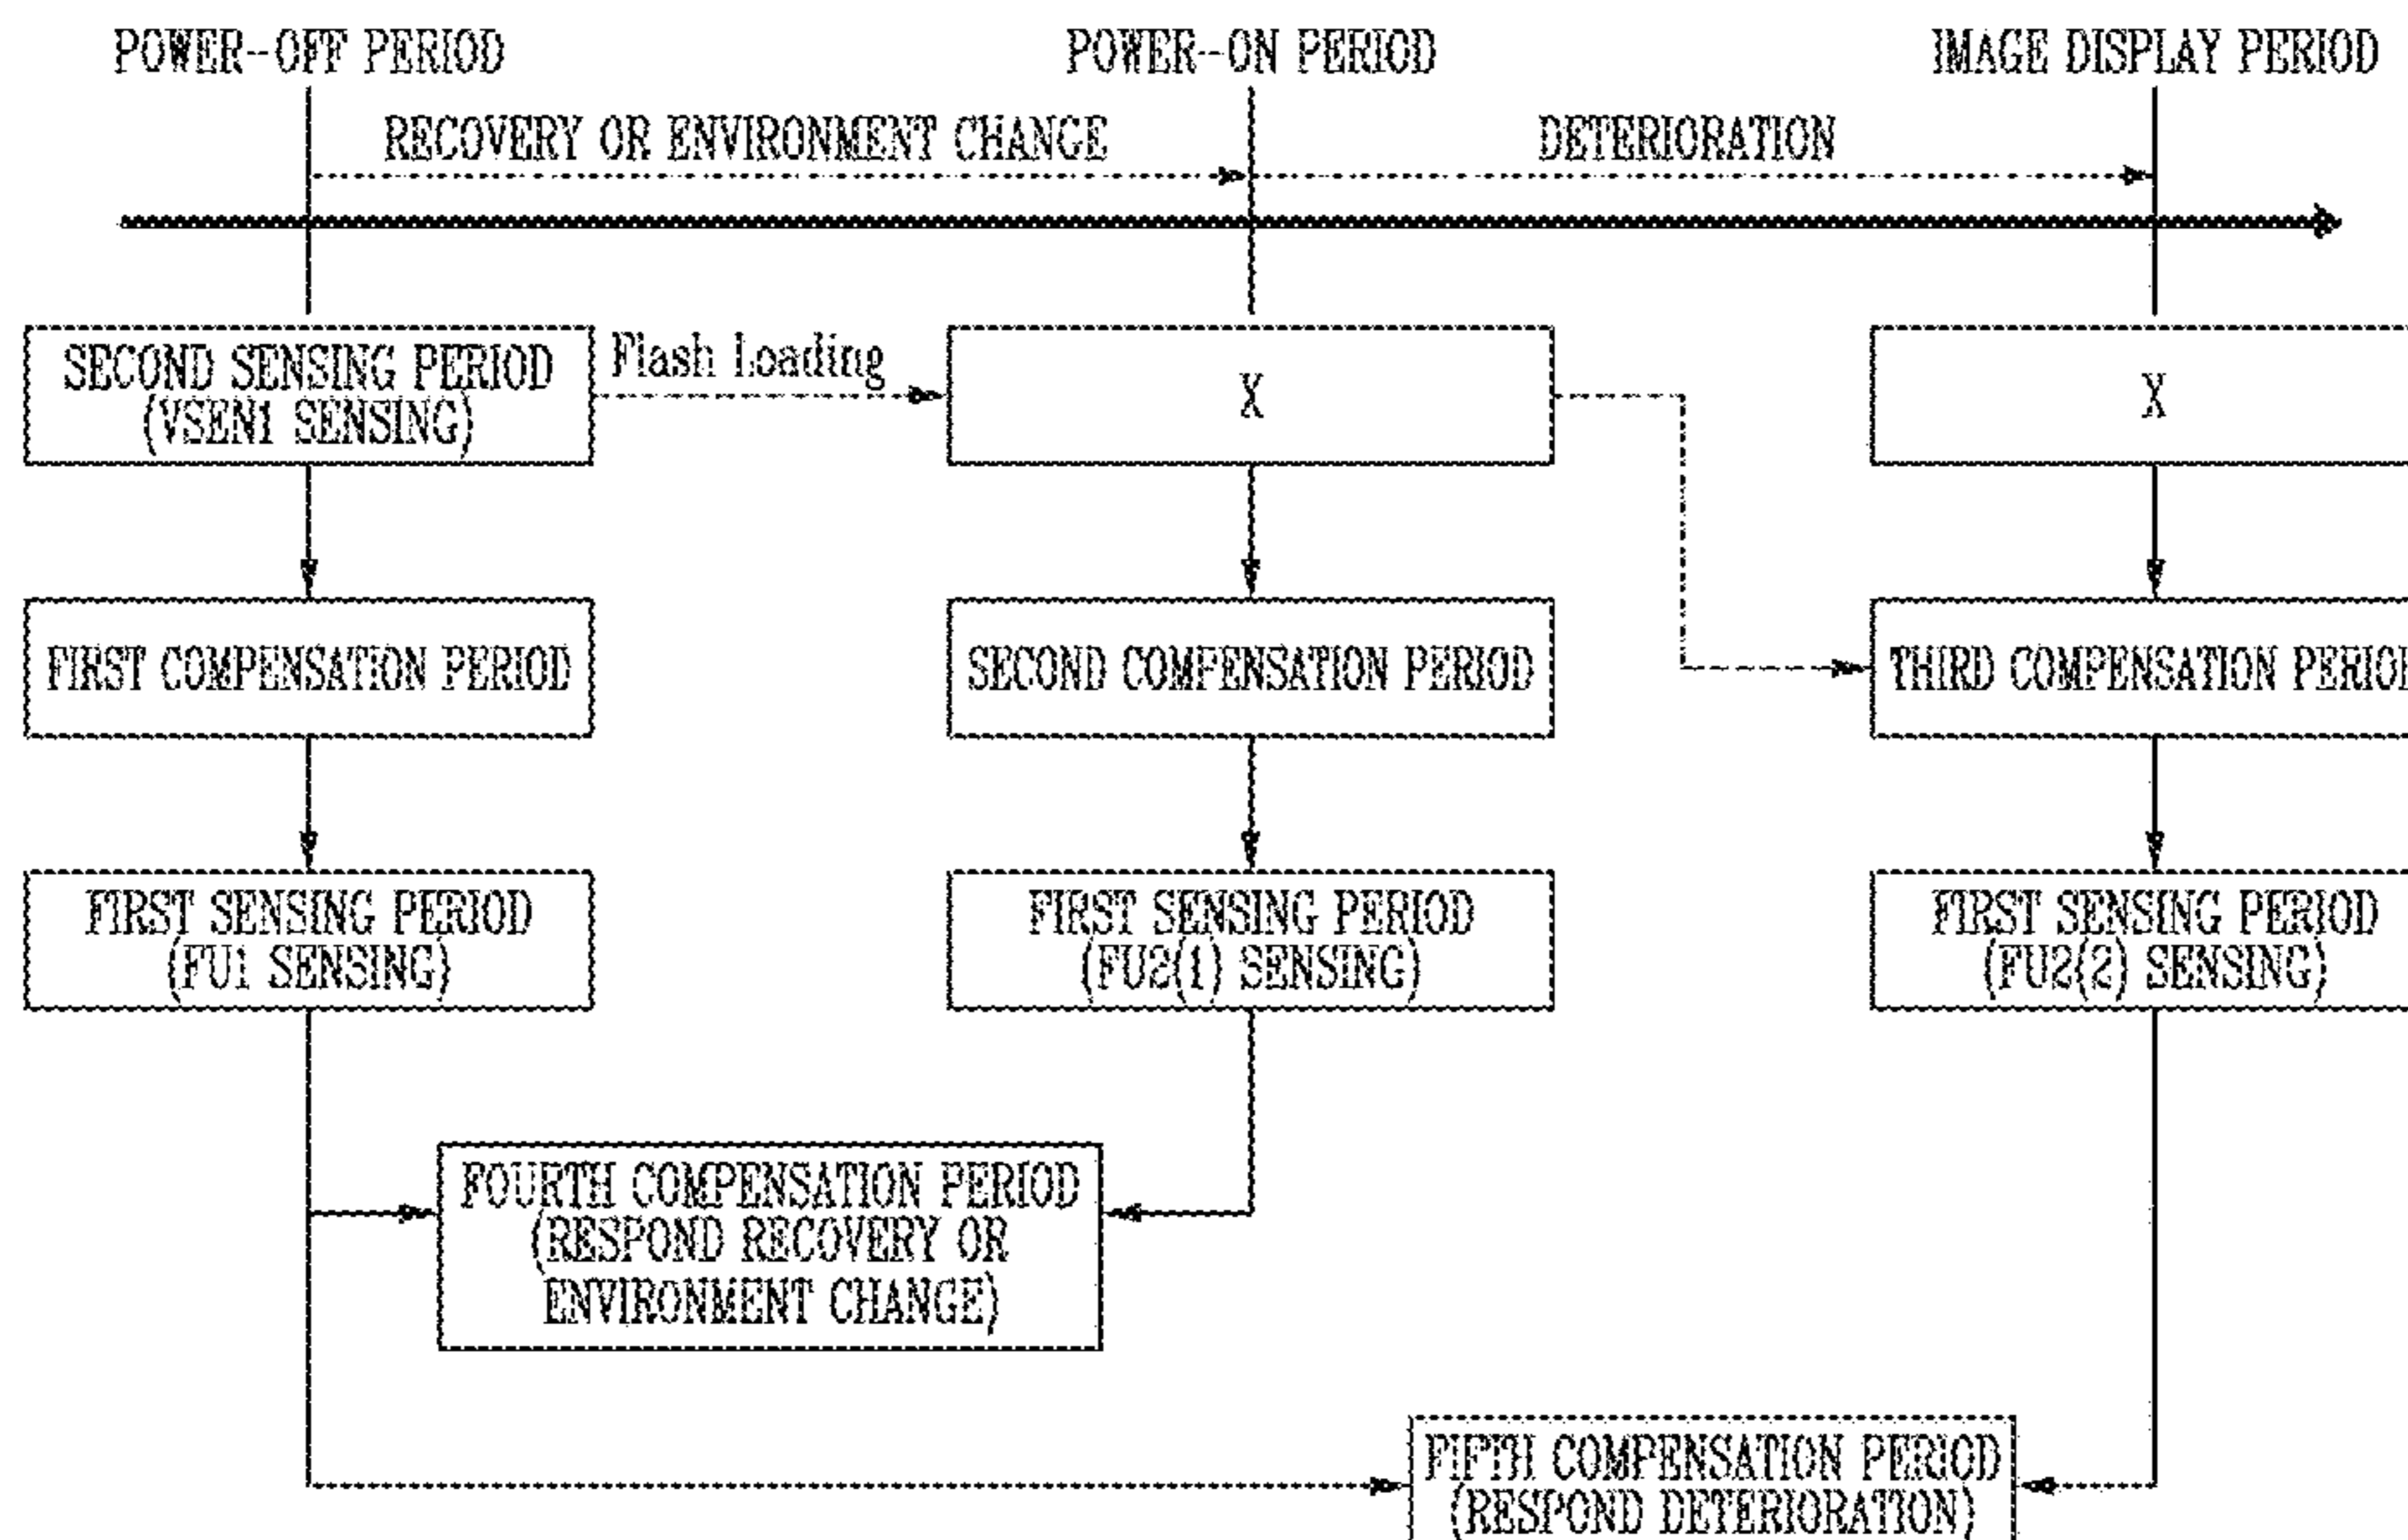 POWER--OFF PERIOD
POWER--ON PERIOD
IMAGE DISPLAY PERIOD
RECOVERY OR ENVIRONMENT CHANGE
DETERIORATION
SECOND SENSING PERIOD
(VSEN1 SENSING)
Flash Loading
X
X
FIRST COMPENSATION PERIOD
SECOND COMPENSATION PERIOD
THIRD COMPENSATION PERIOD
FIRST SENSING PERIOD
(FU1 SENSING)
FIRST SENSING PERIOD
(FU2(1) SENSING)
FIRST SENSING PERIOD
(FU2(2) SENSING)
FOURTH COMPENSATION PERIOD
(RESPOND RECOVERY OR
ENVIRONMENT CHANGE)
FIFTH COMPENSATION PERIOD
(RESPOND DETERIORATION)